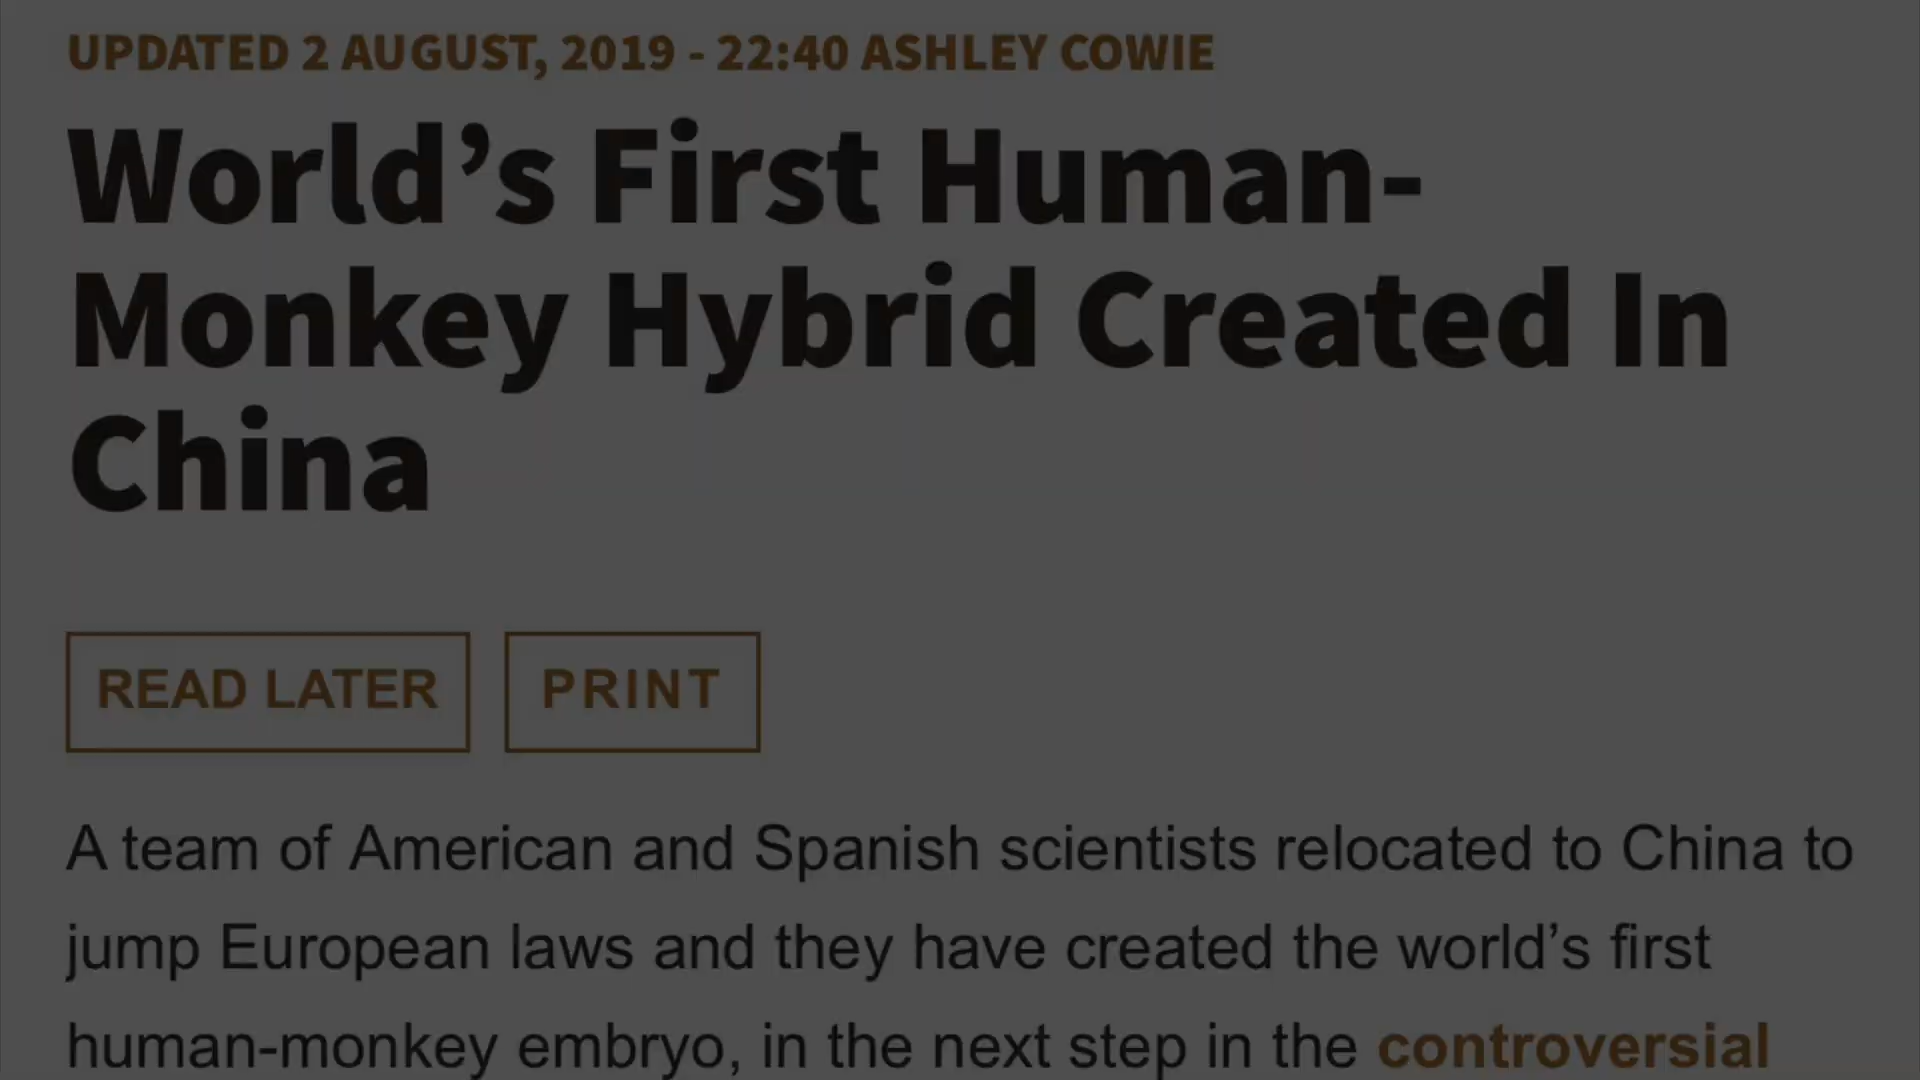 UPDATED 2 AUGUST, 2019 - 22:40 ASHLEY COWIE
World’s First Human-
Monkey Hybrid Created In
China
READ LATER
PRINT
A team of American and Spanish scientists relocated to China to
jump European laws and they have created the world’s first
human-monkey embryo, in the next step in the controversial